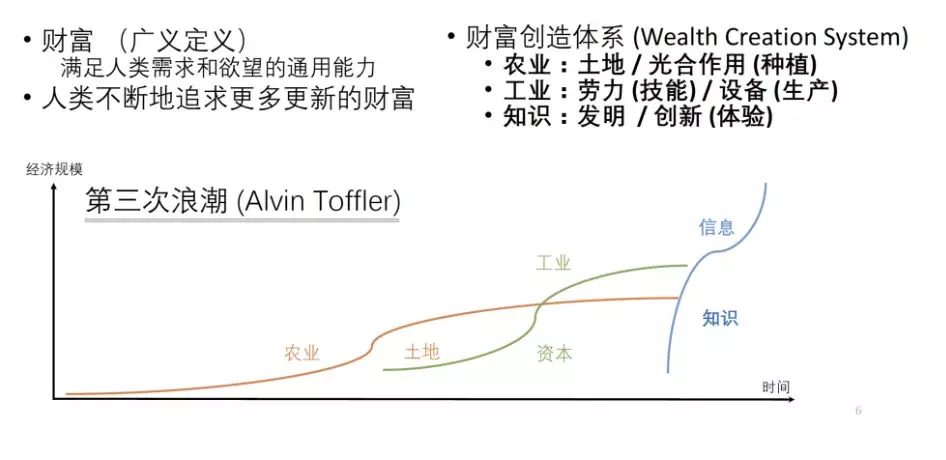 • 财富 （广义定义）
满足人类需求和欲望的通用能力
• 人类不断地追求更多更新的财富
• 财富创造体系 (Wealth Creation System)
• 农业：土地 / 光合作用 (种植)
• 工业：劳力 (技能) / 设备 (生产)
• 知识：发明 / 创新 (体验)
经济规模
第三次浪潮 (Alvin Toffler)
信息
工业
知识
农业
土地
资本
时间
6